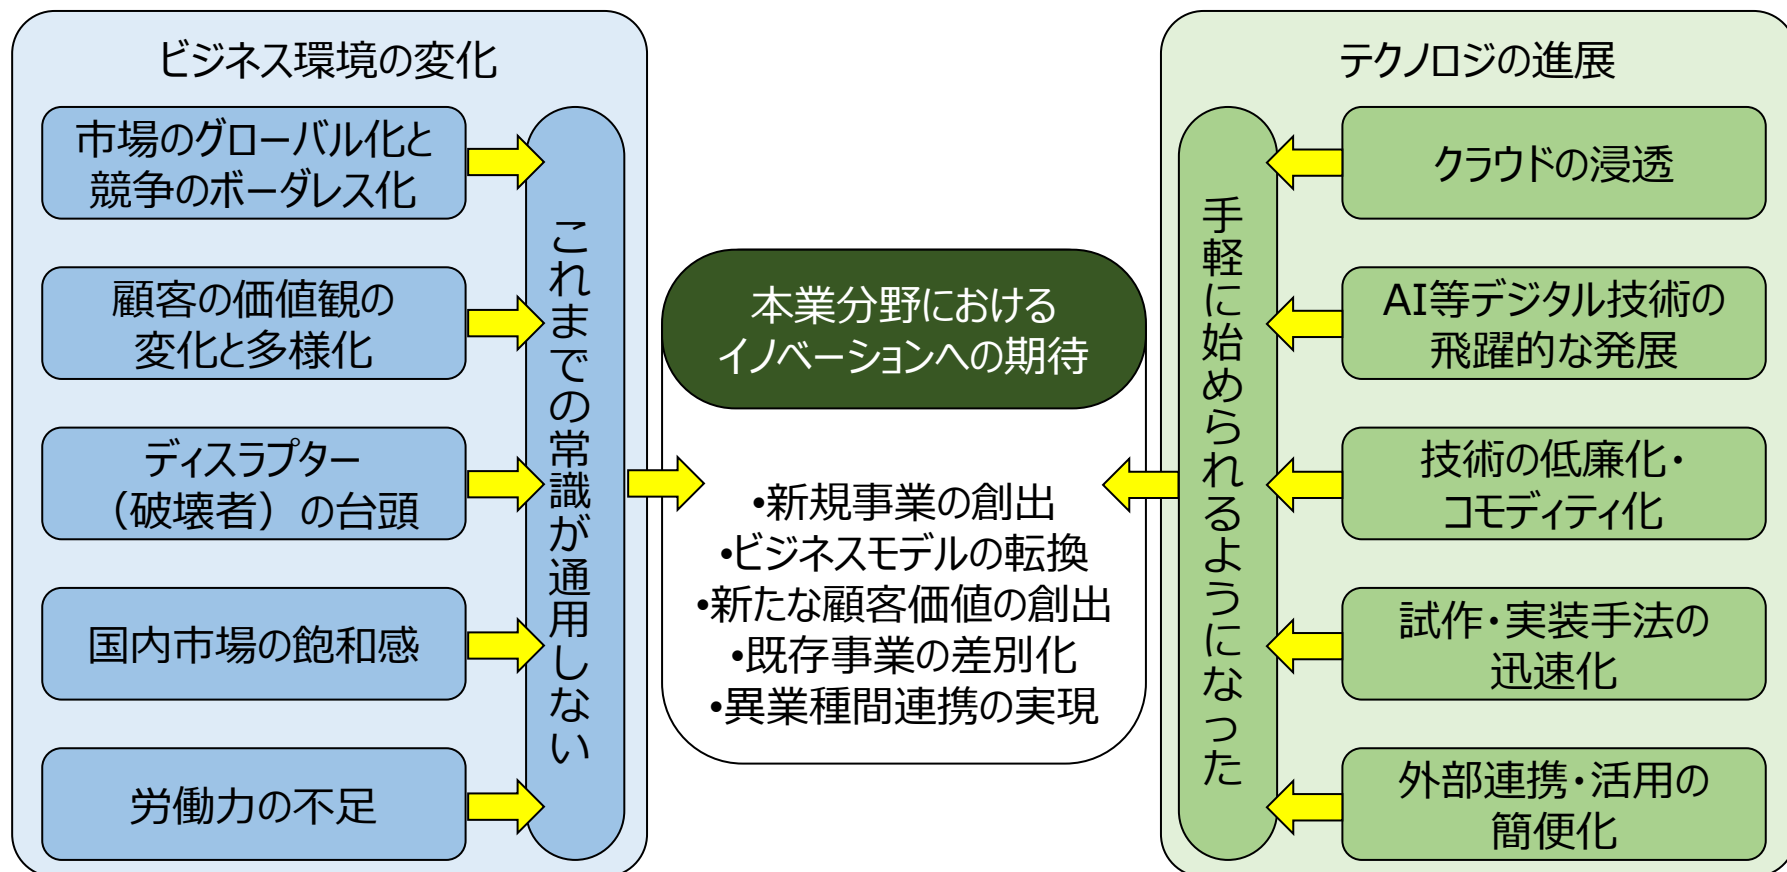 ビジネス環境の変化
市場のグローバル化と
競争のボーダレス化
顧客の価値観の
変化と多様化
ディスラプター
（破壊者）の台頭
国内市場の飽和感
労働力の不足
これまでの常識が通用しない
本業分野における
イノベーションへの期待
•新規事業の創出
•ビジネスモデルの転換
•新たな顧客価値の創出
•既存事業の差別化
•異業種間連携の実現
テクノロジの進展
手軽に始められるようになった
クラウドの浸透
AI等デジタル技術の
飛躍的な発展
技術の低廉化・
コモディティ化
試作・実装手法の
迅速化
外部連携・活用の
簡便化